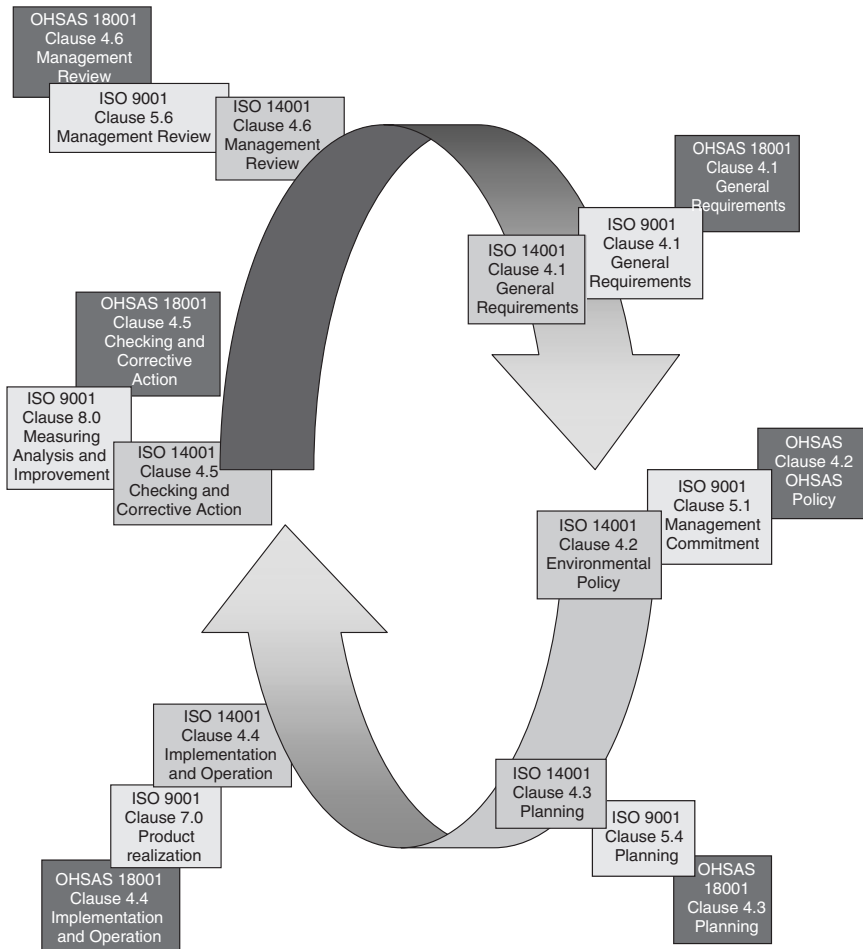 OHSAS 18001
Clause 4.6
Management
Review
ISO 9001
Clause 5.6
Management Review
ISO 14001
Clause 4.6
Management
Review
OHSAS 18001
Clause 4.1
General
Requirements
ISO 9001
Clause 4.1
General
Requirements
ISO 14001
Clause 4.1
General
Requirements
OHSAS 18001
Clause 4.5
Checking and
Corrective
Action
ISO 9001
Clause 8.0
Measuring
Analysis and
Improvement
ISO 14001
Clause 4.5
Checking and
Corrective Action
OHSAS
Clause 4.2
OHSAS
Policy
ISO 9001
Clause 5.1
Management
Commitment
ISO 14001
Clause 4.2
Environmental
Policy
ISO 14001
Clause 4.4
Implementation
and Operation
ISO 9001
Clause 7.0
Product
realization
OHSAS 18001
Clause 4.4
Implementation
and Operation
ISO 14001
Clause 4.3
Planning
ISO 9001
Clause 5.4
Planning
OHSAS
18001
Clause 4.3
Planning